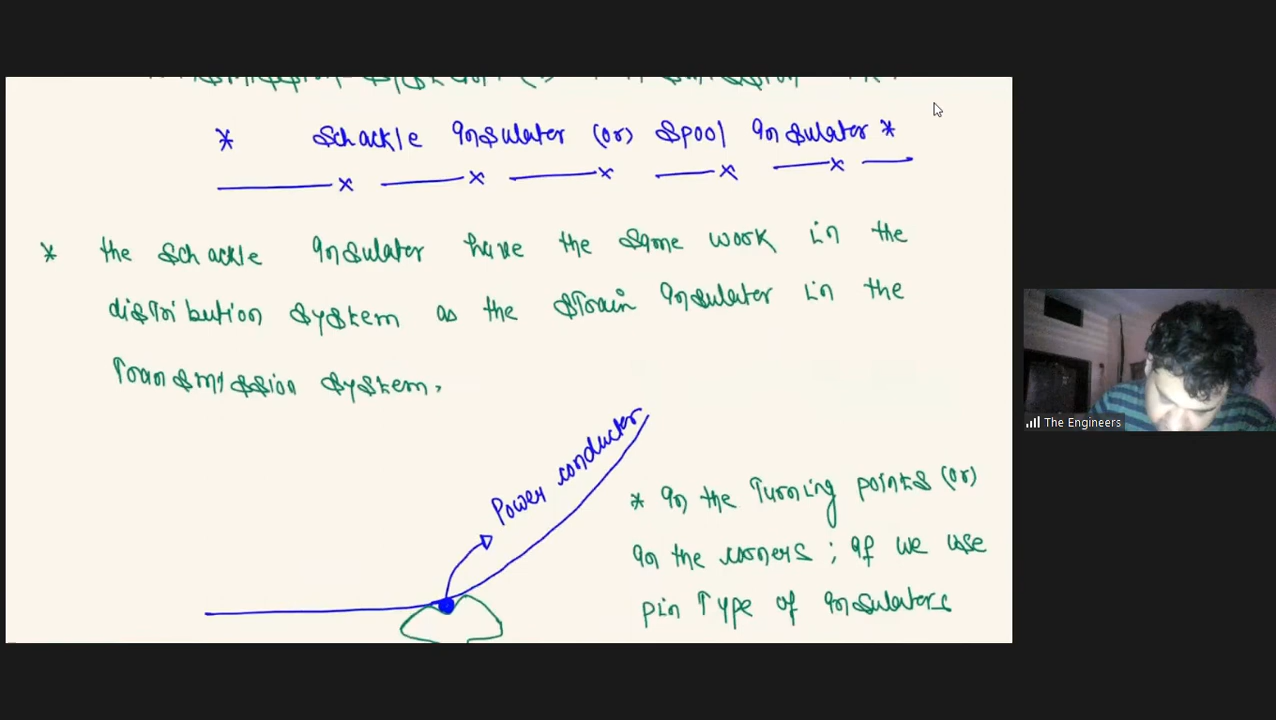 * Schackle Insulater (or) Spool Insulater *
* the Schackle Insulater have the same work in the
distribution System as the Strain Insulater in the
Transmission System.
Power conductor
* In the Turning points (or)
In the corners ; If we use
pin Type of Insulators
The Engineers